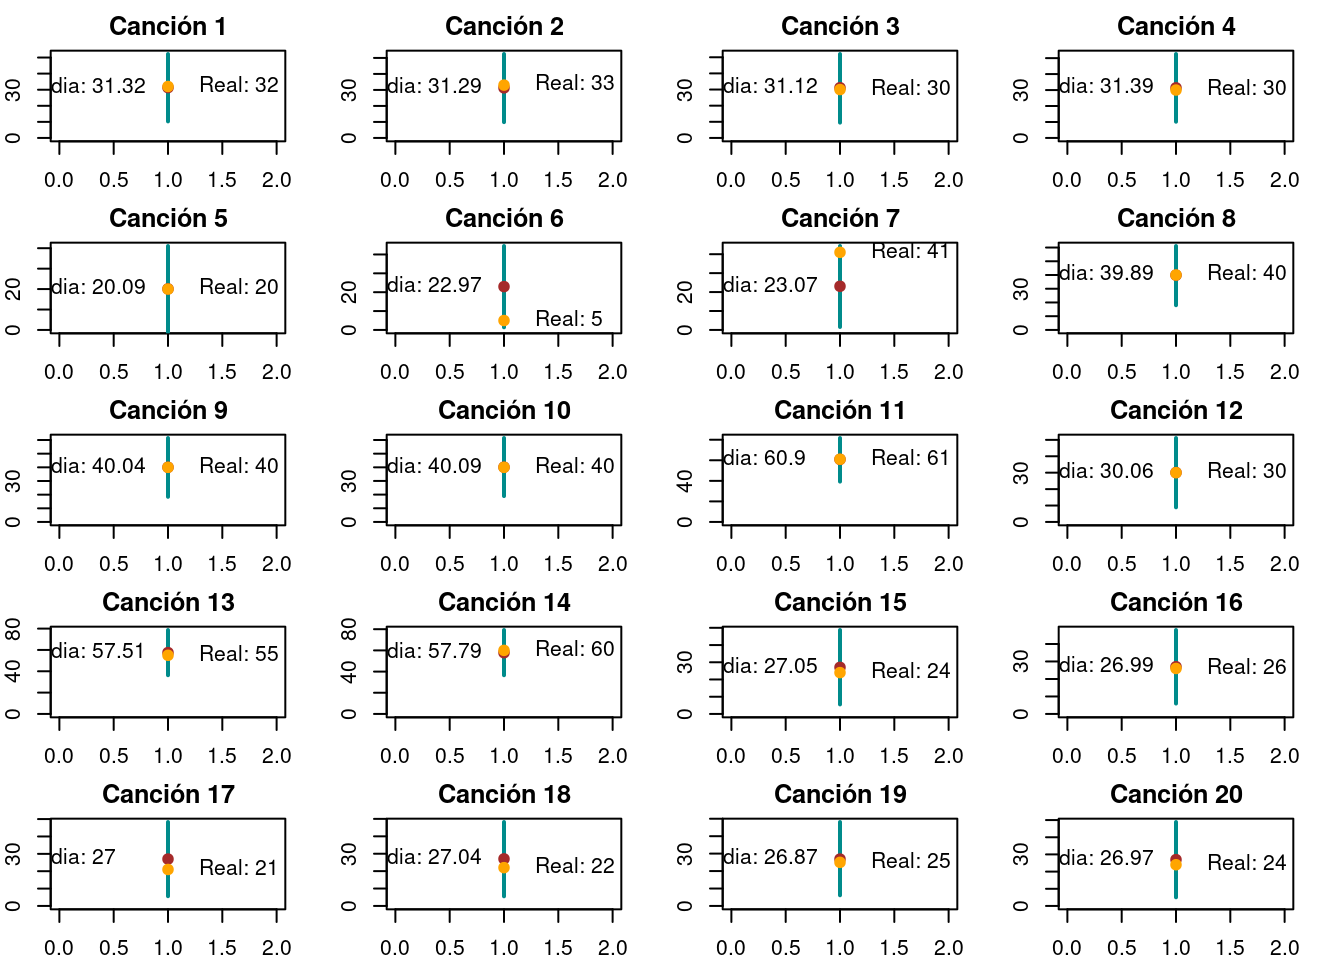 Canción 1 Canción 2 Canción 3 Canción 4
30 dia: 31.32 Real: 32 30 dia: 31.29 Real: 33 30 dia: 31.12 Real: 30 30 dia: 31.39 Real: 30
0 0 0 0
0.0 0.5 1.0 1.5 2.0 0.0 0.5 1.0 1.5 2.0 0.0 0.5 1.0 1.5 2.0 0.0 0.5 1.0 1.5 2.0
Canción 5 Canción 6 Canción 7 Canción 8
20 dia: 20.09 Real: 20 20 dia: 22.97 Real: 5 20 dia: 23.07 Real: 41 30 dia: 39.89 Real: 40
0 0 0 0
0.0 0.5 1.0 1.5 2.0 0.0 0.5 1.0 1.5 2.0 0.0 0.5 1.0 1.5 2.0 0.0 0.5 1.0 1.5 2.0
Canción 9 Canción 10 Canción 11 Canción 12
30 dia: 40.04 Real: 40 30 dia: 40.09 Real: 40 40 dia: 60.9 Real: 61 30 dia: 30.06 Real: 30
0 0 0 0
0.0 0.5 1.0 1.5 2.0 0.0 0.5 1.0 1.5 2.0 0.0 0.5 1.0 1.5 2.0 0.0 0.5 1.0 1.5 2.0
Canción 13 Canción 14 Canción 15 Canción 16
80 80
40 dia: 57.51 Real: 55 40 dia: 57.79 Real: 60 30 dia: 27.05 Real: 24 30 dia: 26.99 Real: 26
0 0 0 0
0.0 0.5 1.0 1.5 2.0 0.0 0.5 1.0 1.5 2.0 0.0 0.5 1.0 1.5 2.0 0.0 0.5 1.0 1.5 2.0
Canción 17 Canción 18 Canción 19 Canción 20
30 dia: 27 Real: 21 30 dia: 27.04 Real: 22 30 dia: 26.87 Real: 25 30 dia: 26.97 Real: 24
0 0 0 0
0.0 0.5 1.0 1.5 2.0 0.0 0.5 1.0 1.5 2.0 0.0 0.5 1.0 1.5 2.0 0.0 0.5 1.0 1.5 2.0